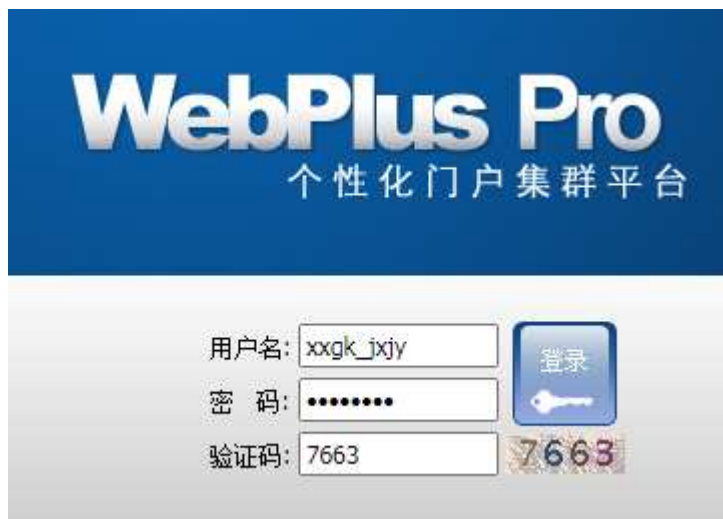 WebPlus Pro
个性化门户集群平台
用户名: xxgk_jxjy 登录
密 码: ••••••••
验证码: 7663 7663